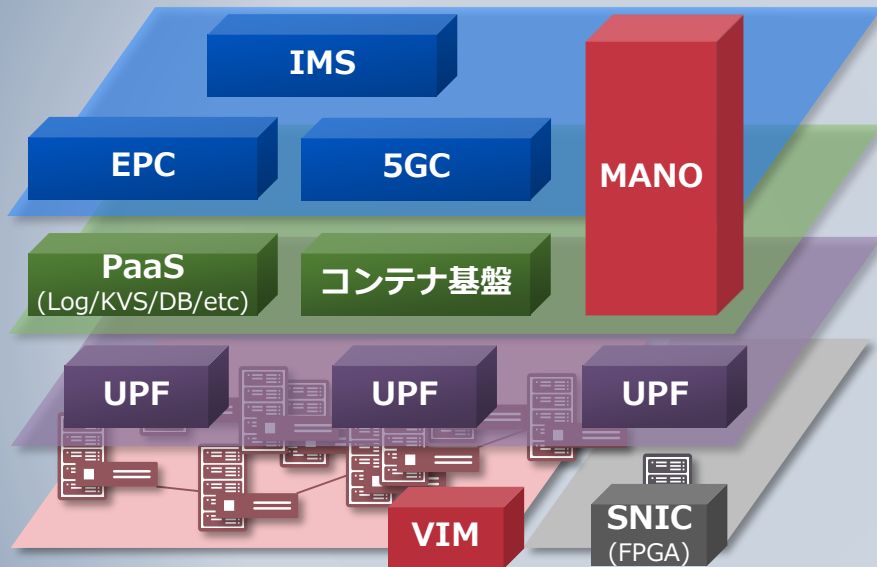 IMS
EPC
5GC
MANO
PaaS
(Log/KVS/DB/etc)
コンテナ基盤
UPF
UPF
UPF
VIM
SNIC
(FPGA)